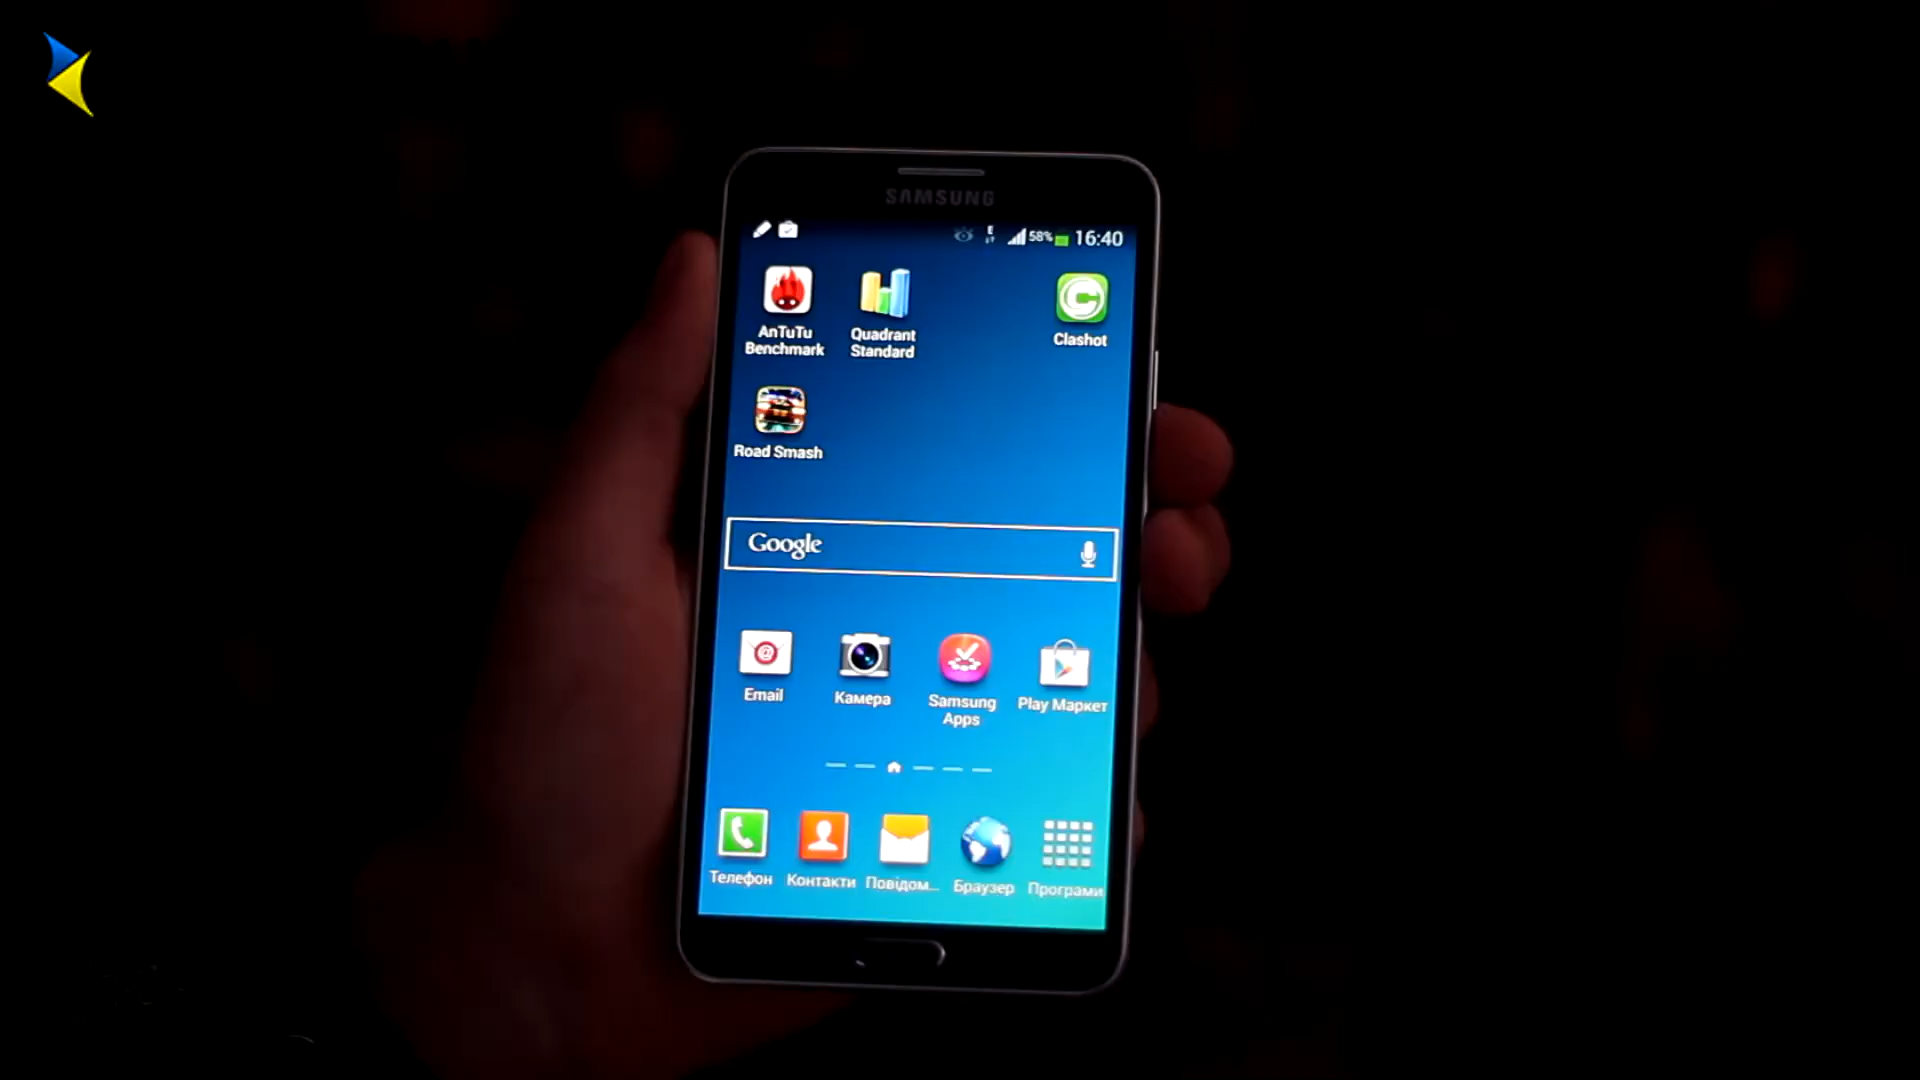 SAMSUNG
58% 16:40
AnTuTu
Benchmark
Quadrant
Standard
Clashot
Road Smash
Google
Email
Камера
Samsung
Apps
Play Маркет
Телефон
Контакти
Повідом...
Браузер
Програми